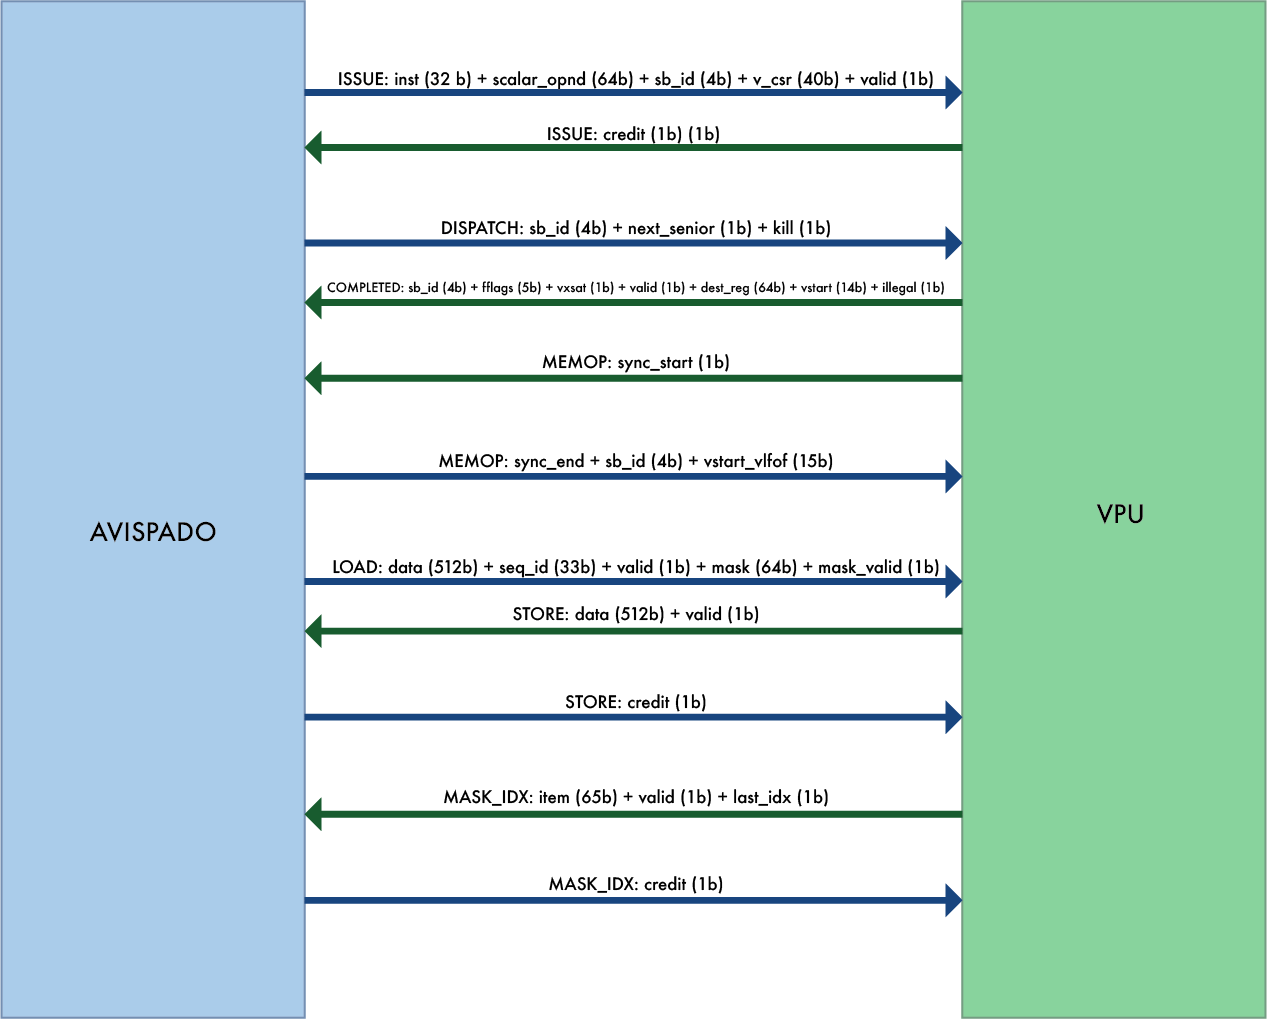 ISSUE: inst (32 b) + scalar_opnd (64b) + sb_id (4b) + v_csr (40b) + valid (1b)
ISSUE: credit (1b) (1b)
DISPATCH: sb_id (4b) + next_senior (1b) + kill (1b)
COMPLETED: sb_id (4b) + fflags (5b) + vxsat (1b) + valid (1b) + dest_reg (64b) + vstart (14b) + illegal (1b)
MEMOP: sync_start (1b)
MEMOP: sync_end + sb_id (4b) + vstart_vlfof (15b)
AVISPADO
VPU
LOAD: data (512b) + seq_id (33b) + valid (1b) + mask (64b) + mask_valid (1b)
STORE: data (512b) + valid (1b)
STORE: credit (1b)
MASK_IDX: item (65b) + valid (1b) + last_idx (1b)
MASK_IDX: credit (1b)